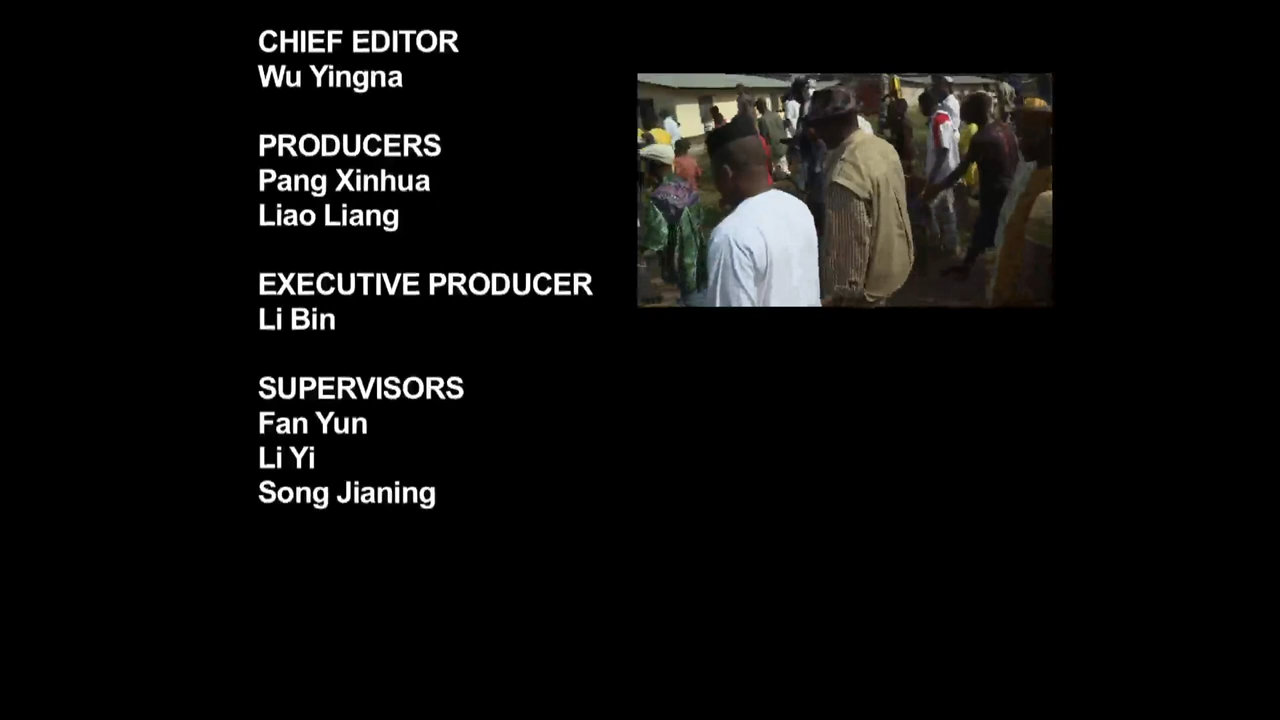 CHIEF EDITOR
Wu Yingna
PRODUCERS
Pang Xinhua
Liao Liang
EXECUTIVE PRODUCER
Li Bin
SUPERVISORS
Fan Yun
Li Yi
Song Jianing